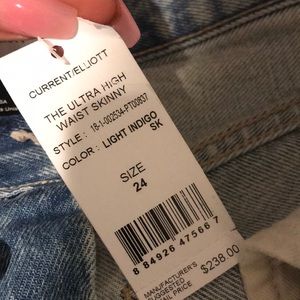 CURRENT/ELLIOTT
THE ULTRA HIGH
WAIST SKINNY
STYLE : 18-1-002534-PT00837
COLOR : LIGHT INDIGO
SK
SIZE
24
8 84926 47566 7
MANUFACTURER'S
SUGGESTED
PRICE
$238.00